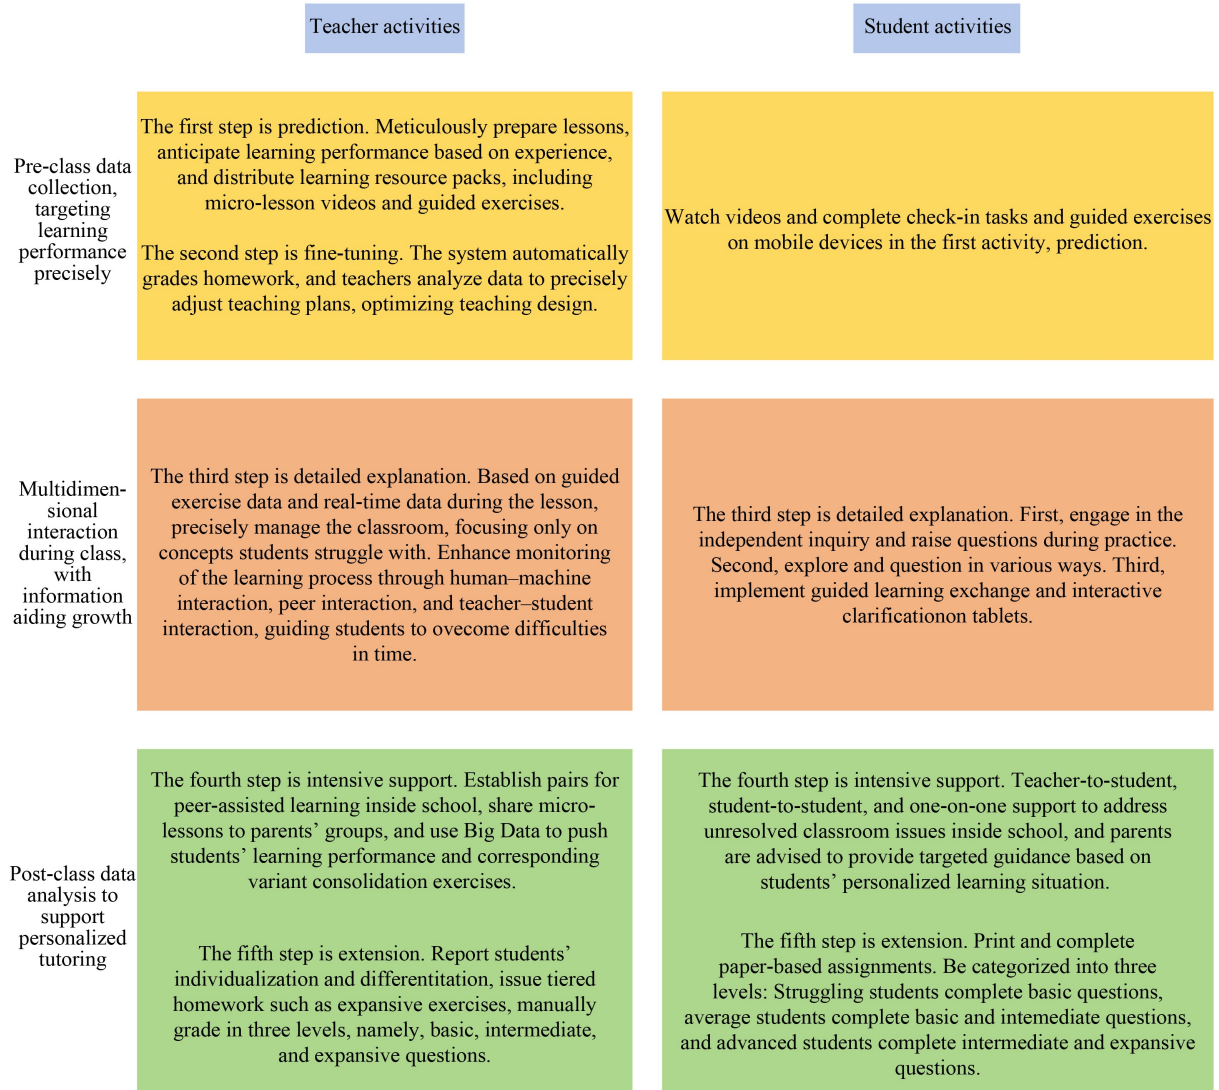 Teacher activities
Student activities
Pre-class data
collection,
targeting
learning
performance
precisely
The first step is prediction. Meticulously prepare lessons,
anticipate learning performance based on experience,
and distribute learning resource packs, including
micro-lesson videos and guided exercises.
The second step is fine-tuning. The system automatically
grades homework, and teachers analyze data to precisely
adjust teaching plans, optimizing teaching design.
Watch videos and complete check-in tasks and guided exercises
on mobile devices in the first activity, prediction.
Multidimen-
sional
interaction
during class,
with
information
aiding growth
The third step is detailed explanation. Based on guided
exercise data and real-time data during the lesson,
precisely manage the classroom, focusing only on
concepts students struggle with. Enhance monitoring
of the learning process through human–machine
interaction, peer interaction, and teacher–student
interaction, guiding students to ovecome difficulties
in time.
The third step is detailed explanation. First, engage in the
independent inquiry and raise questions during practice.
Second, explore and question in various ways. Third,
implement guided learning exchange and interactive
clarificationon tablets.
Post-class data
analysis to
support
personalized
tutoring
The fourth step is intensive support. Establish pairs for
peer-assisted learning inside school, share micro-
lessons to parents’ groups, and use Big Data to push
students’ learning performance and corresponding
variant consolidation exercises.
The fifth step is extension. Report students’
individualization and differentitation, issue tiered
homework such as expansive exercises, manually
grade in three levels, namely, basic, intermediate,
and expansive questions.
The fourth step is intensive support. Teacher-to-student,
student-to-student, and one-on-one support to address
unresolved classroom issues inside school, and parents
are advised to provide targeted guidance based on
students’ personalized learning situation.
The fifth step is extension. Print and complete
paper-based assignments. Be categorized into three
levels: Struggling students complete basic questions,
average students complete basic and intemediate questions,
and advanced students complete intermediate and expansive
questions.